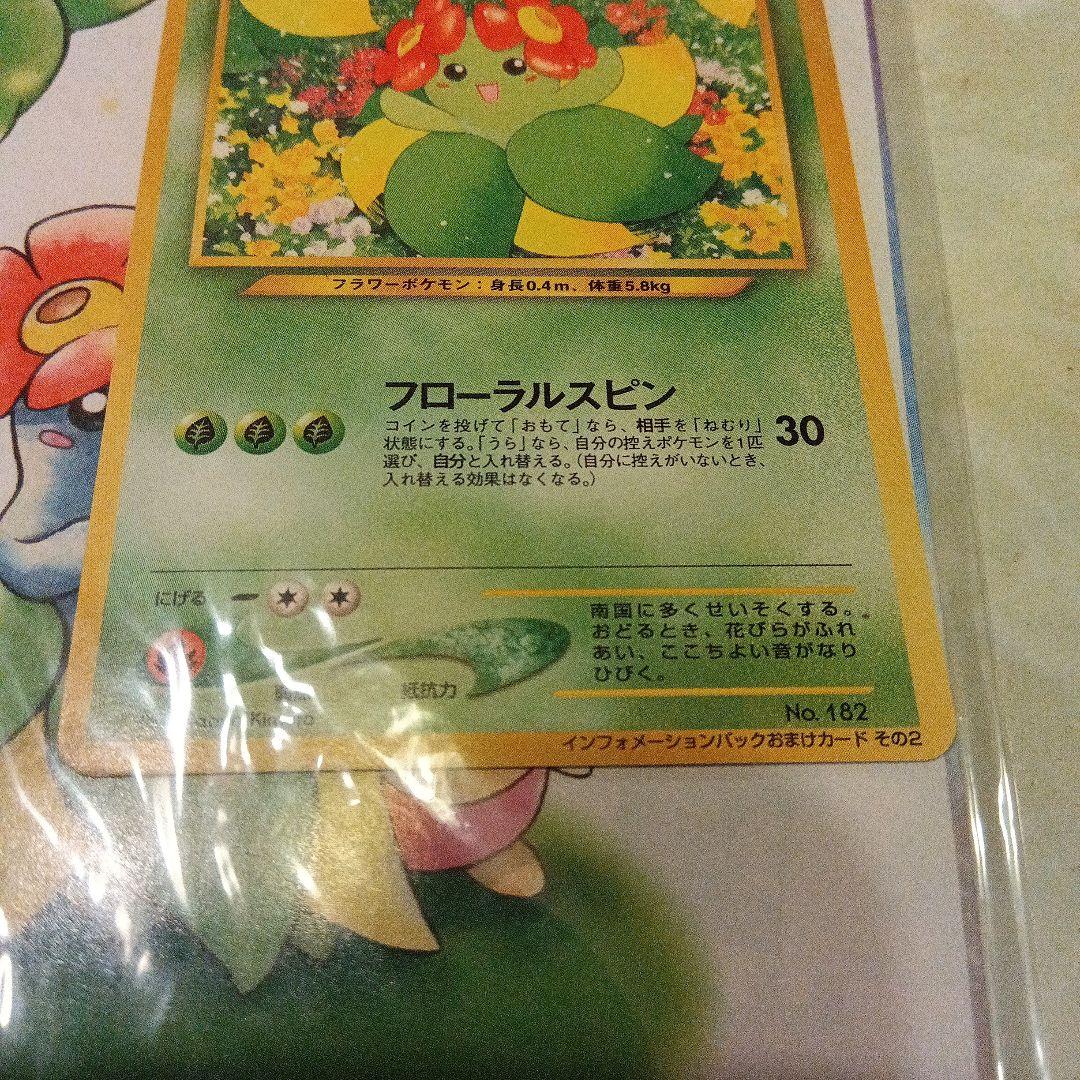 フラワーポケモン：身長0.4m、体重5.8kg
フローラルスピン
コインを投げて「おもて」なら、相手を「ねむり」
状態にする。「うら」なら、自分の控えポケモンを1匹
選び、自分と入れ替える。（自分に控えがいないとき、
入れ替える効果はなくなる。）
30
にげる
南国に多くせいそくする。
おどるとき、花びらがふれ
あい、ここちよい音がなり
ひびく。
抵抗力
No. 182
インフォメーションパックおまけカード その2